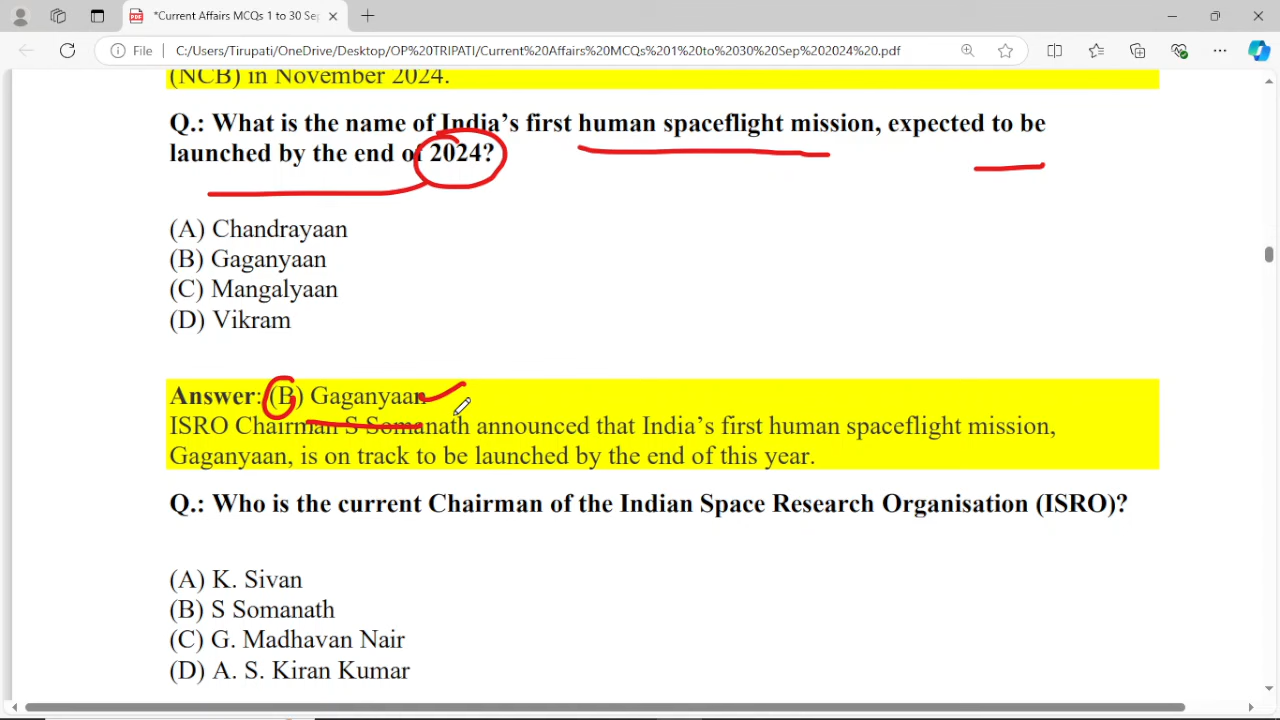 *Current Affairs MCQs 1 to 30 Sep
File
C:/Users/Tirupati/OneDrive/Desktop/OP%20TRIPATI/Current%20Affairs%20MCQs%201%20to%2030%20Sep%202024%20.pdf
(NCB) in November 2024.
Q.: What is the name of India’s first human spaceflight mission, expected to be
launched by the end of 2024?
(A) Chandrayaan
(B) Gaganyaan
(C) Mangalyaan
(D) Vikram
Answer: (B) Gaganyaan
ISRO Chairman S Somanath announced that India’s first human spaceflight mission,
Gaganyaan, is on track to be launched by the end of this year.
Q.: Who is the current Chairman of the Indian Space Research Organisation (ISRO)?
(A) K. Sivan
(B) S Somanath
(C) G. Madhavan Nair
(D) A. S. Kiran Kumar